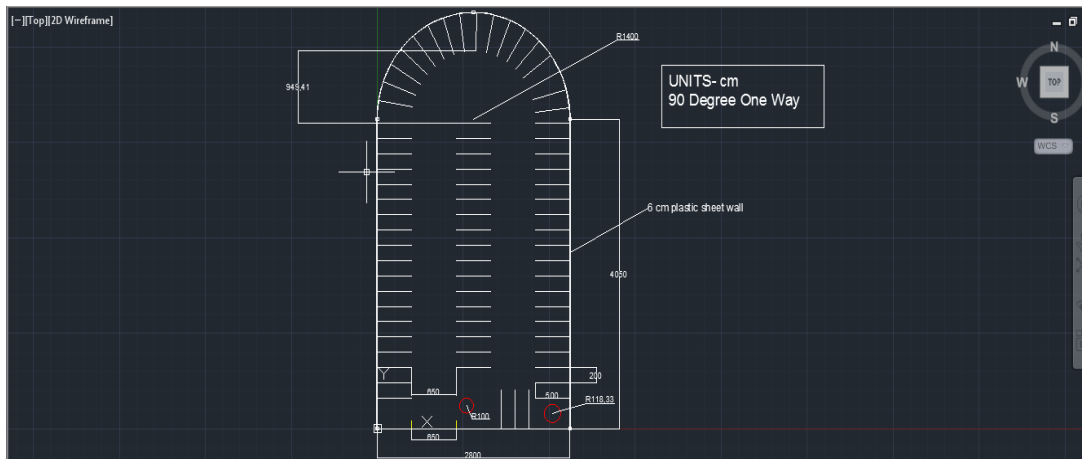 [−][Top][2D Wireframe]
N
W
TOP
S
WCS
R1400
949,41
UNITS- cm
90 Degree One Way
6 cm plastic sheet wall
4050
Y
200
650
500
R118,33
R100
X
650
2800